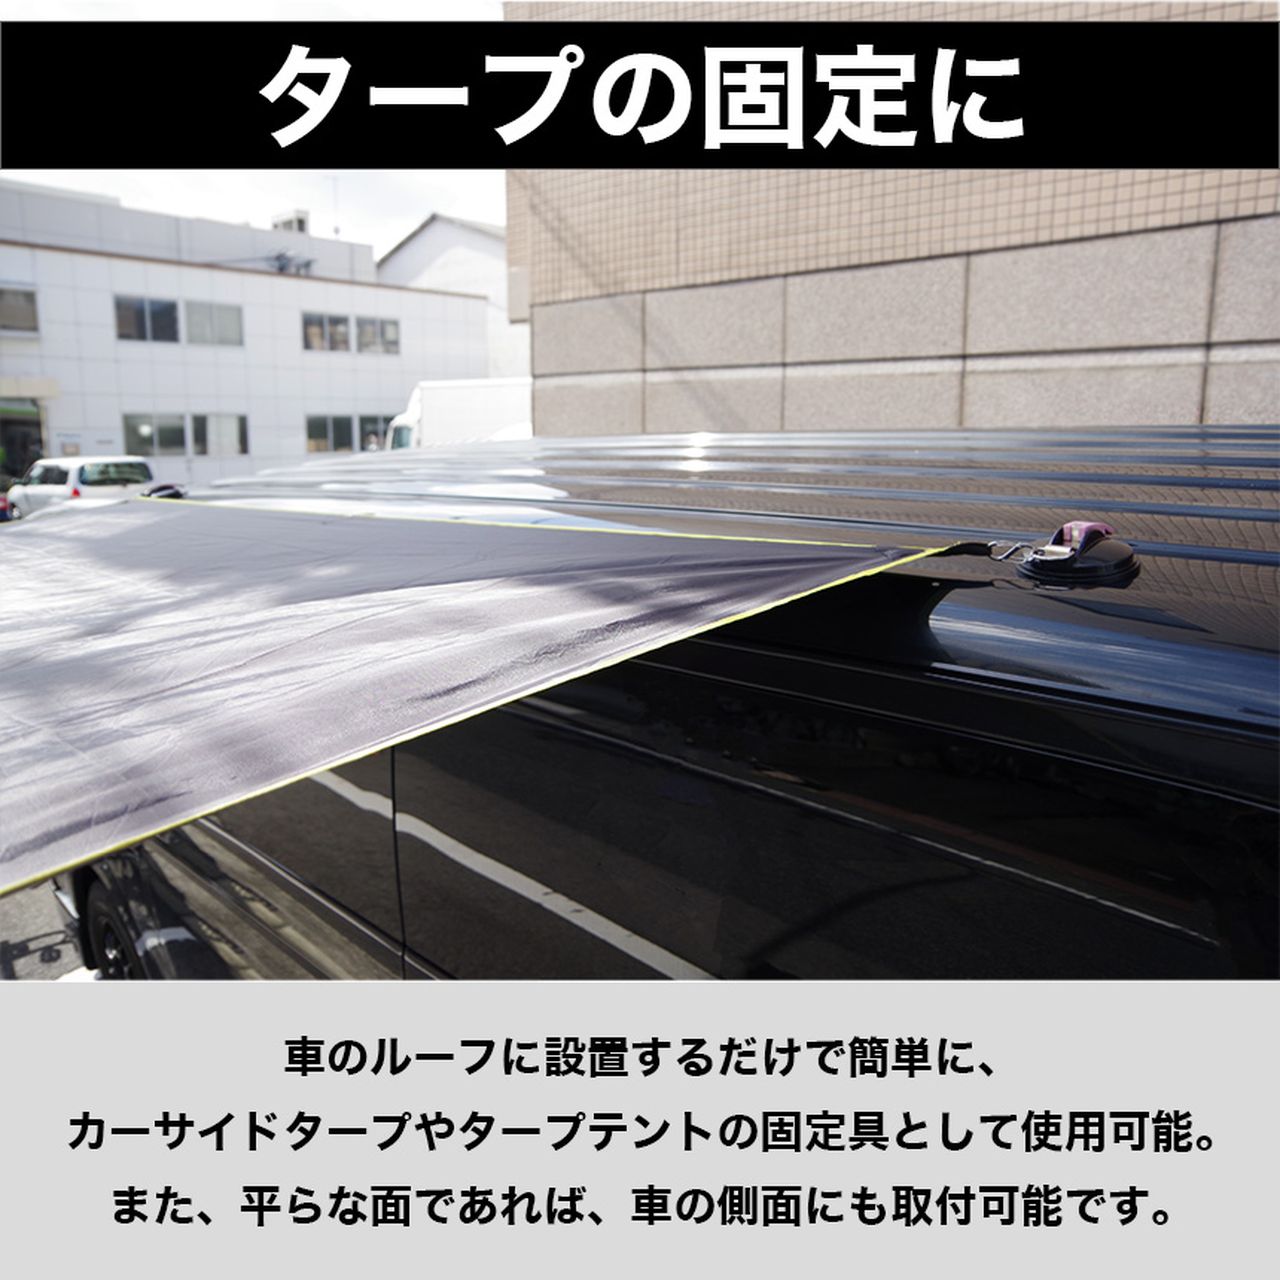 タープの固定に
車のルーフに設置するだけで簡単に、
カーサイドタープやタープテントの固定具として使用可能。
また、平らな面であれば、車の側面にも取付可能です。